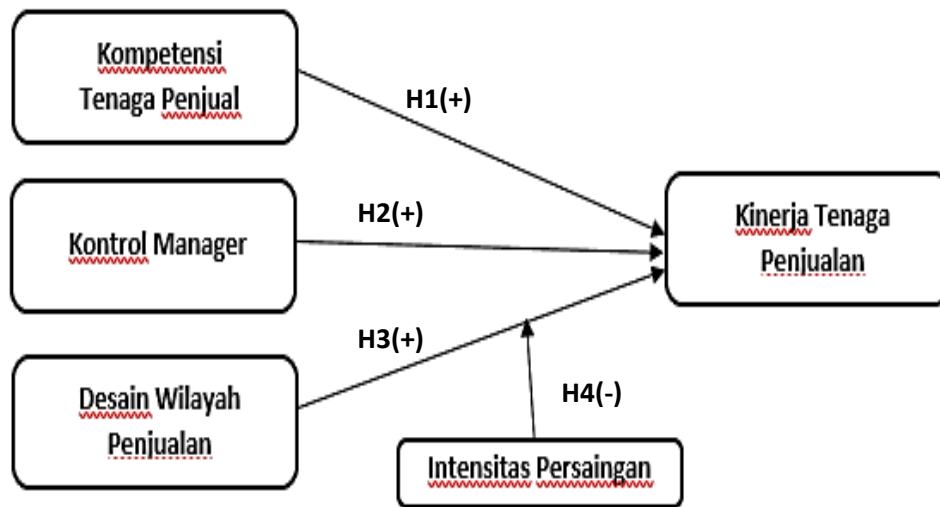 Kompetensi
Tenaga Penjual
H1(+)
Kontrol Manager
H2(+)
Kinerja Tenaga
Penjualan
H3(+)
Desain Wilayah
Penjualan
H4(-)
Intensitas Persaingan